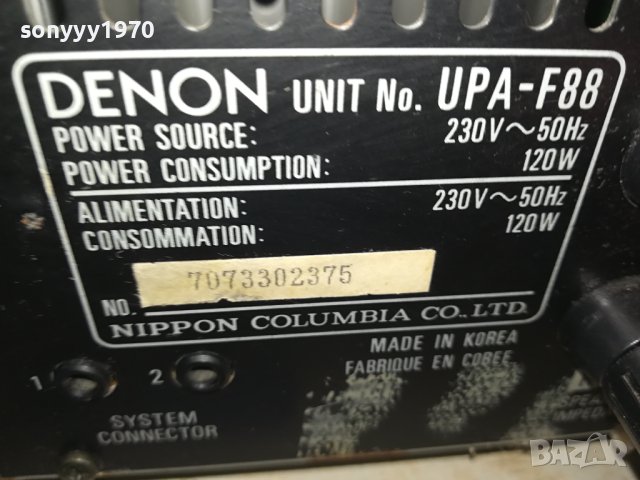 sonyyy1970
DENON UNIT No. UPA-F88
POWER SOURCE: 230V~50Hz
POWER CONSUMPTION: 120W
ALIMENTATION: 230V~50Hz
CONSOMMATION: 120W
NO. 7073302375
NIPPON COLUMBIA CO., LTD.
MADE IN KOREA
FABRIQUE EN COREE
1 2
SYSTEM
CONNECTOR
BAZAR